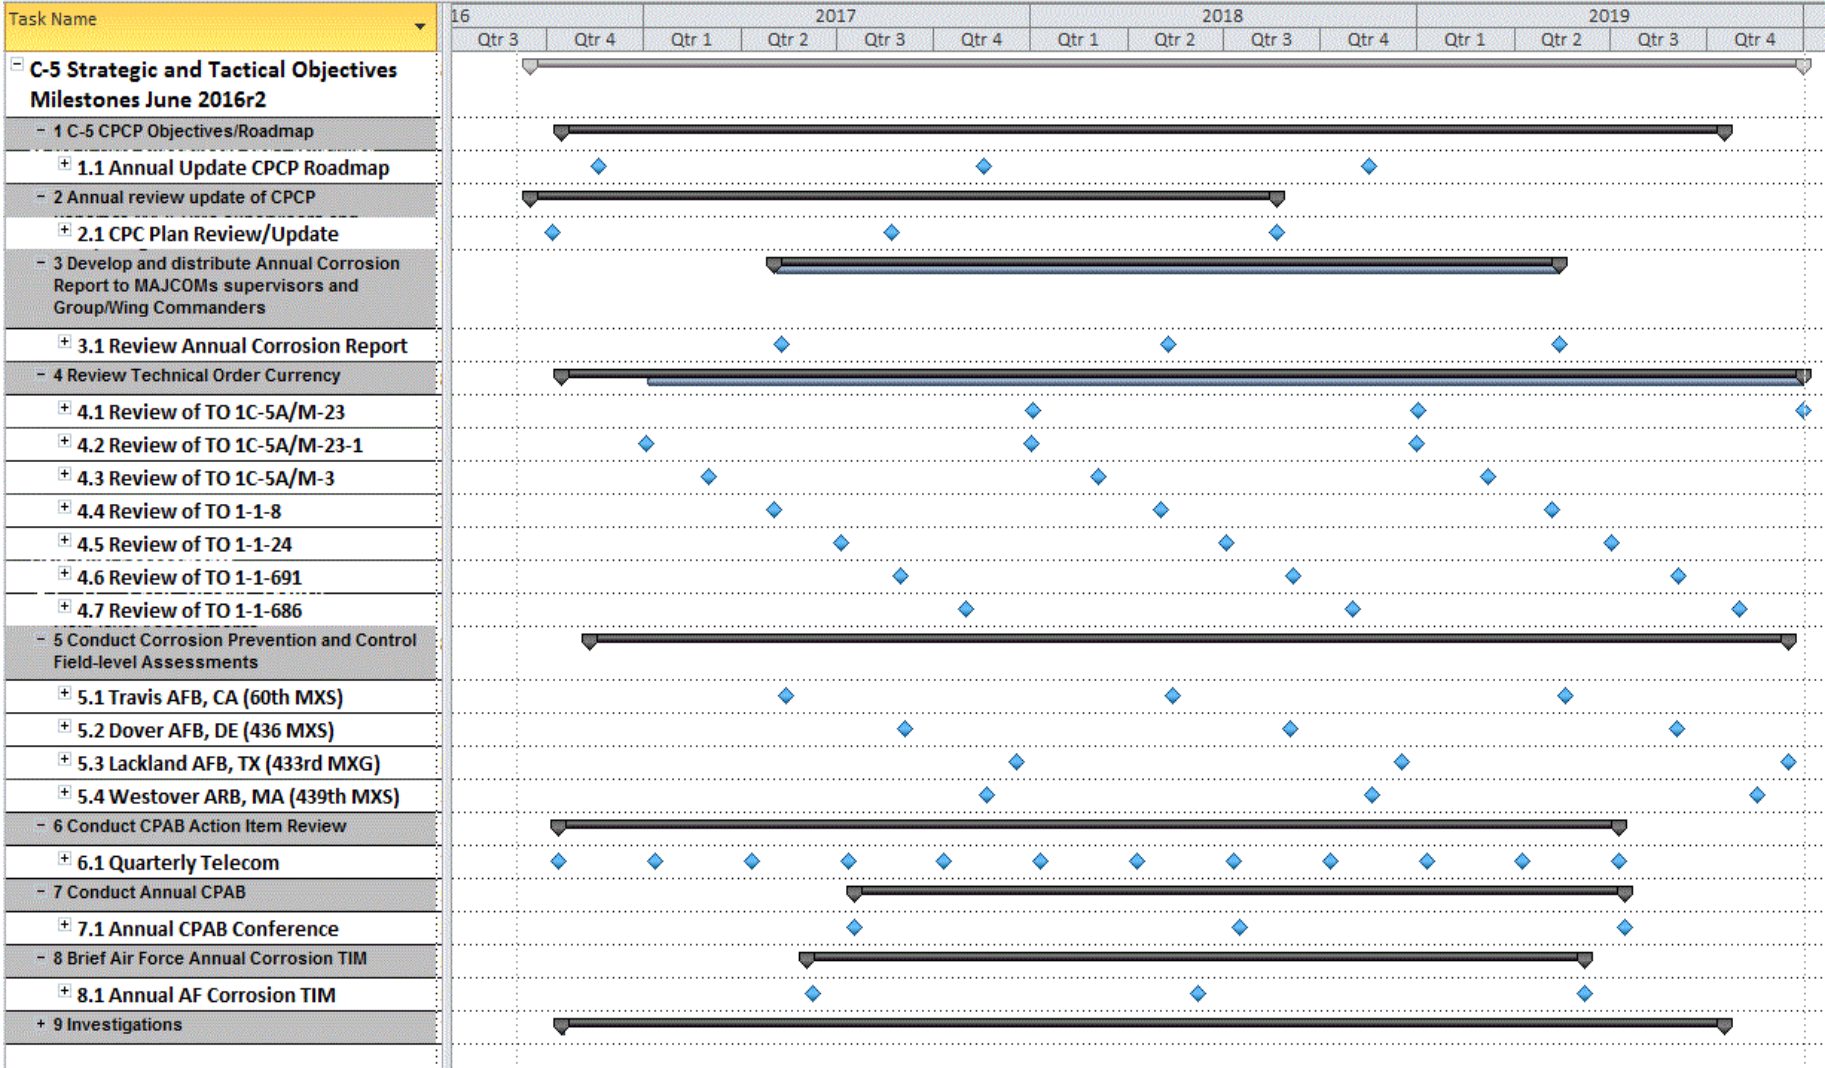 Task Name
16 2017 2018 2019
Qtr 3 Qtr 4 Qtr 1 Qtr 2 Qtr 3 Qtr 4 Qtr 1 Qtr 2 Qtr 3 Qtr 4 Qtr 1 Qtr 2 Qtr 3 Qtr 4
C-5 Strategic and Tactical Objectives
Milestones June 2016r2
1 C-5 CPCP Objectives/Roadmap
1.1 Annual Update CPCP Roadmap
2 Annual review update of CPCP
2.1 CPC Plan Review/Update
3 Develop and distribute Annual Corrosion
Report to MAJCOMs supervisors and
Group/Wing Commanders
3.1 Review Annual Corrosion Report
4 Review Technical Order Currency
4.1 Review of TO 1C-5A/M-23
4.2 Review of TO 1C-5A/M-23-1
4.3 Review of TO 1C-5A/M-3
4.4 Review of TO 1-1-8
4.5 Review of TO 1-1-24
4.6 Review of TO 1-1-691
4.7 Review of TO 1-1-686
5 Conduct Corrosion Prevention and Control
Field-level Assessments
5.1 Travis AFB, CA (60th MXS)
5.2 Dover AFB, DE (436 MXS)
5.3 Lackland AFB, TX (433rd MXG)
5.4 Westover ARB, MA (439th MXS)
6 Conduct CPAB Action Item Review
6.1 Quarterly Telecom
7 Conduct Annual CPAB
7.1 Annual CPAB Conference
8 Brief Air Force Annual Corrosion TIM
8.1 Annual AF Corrosion TIM
9 Investigations